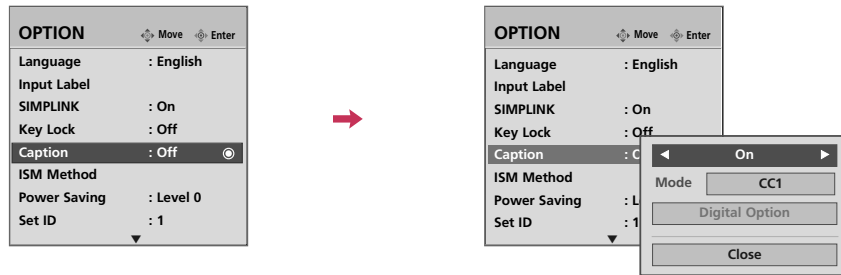 OPTION Move Enter
Language : English
Input Label
SIMPLINK : On
Key Lock : Off
Caption : Off
ISM Method
Power Saving : Level 0
Set ID : 1
OPTION Move Enter
Language : English
Input Label
SIMPLINK : On
Key Lock : Off
Caption
ISM Method
Power Saving
Set ID : 1
On
Mode CC1
Digital Option
Close